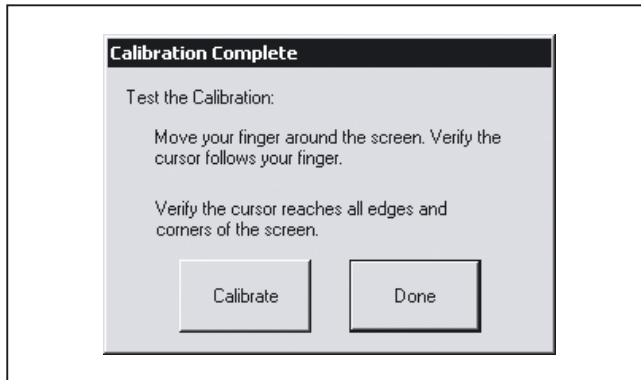 Calibration Complete
Test the Calibration:
Move your finger around the screen. Verify the
cursor follows your finger.
Verify the cursor reaches all edges and
corners of the screen.
Calibrate
Done